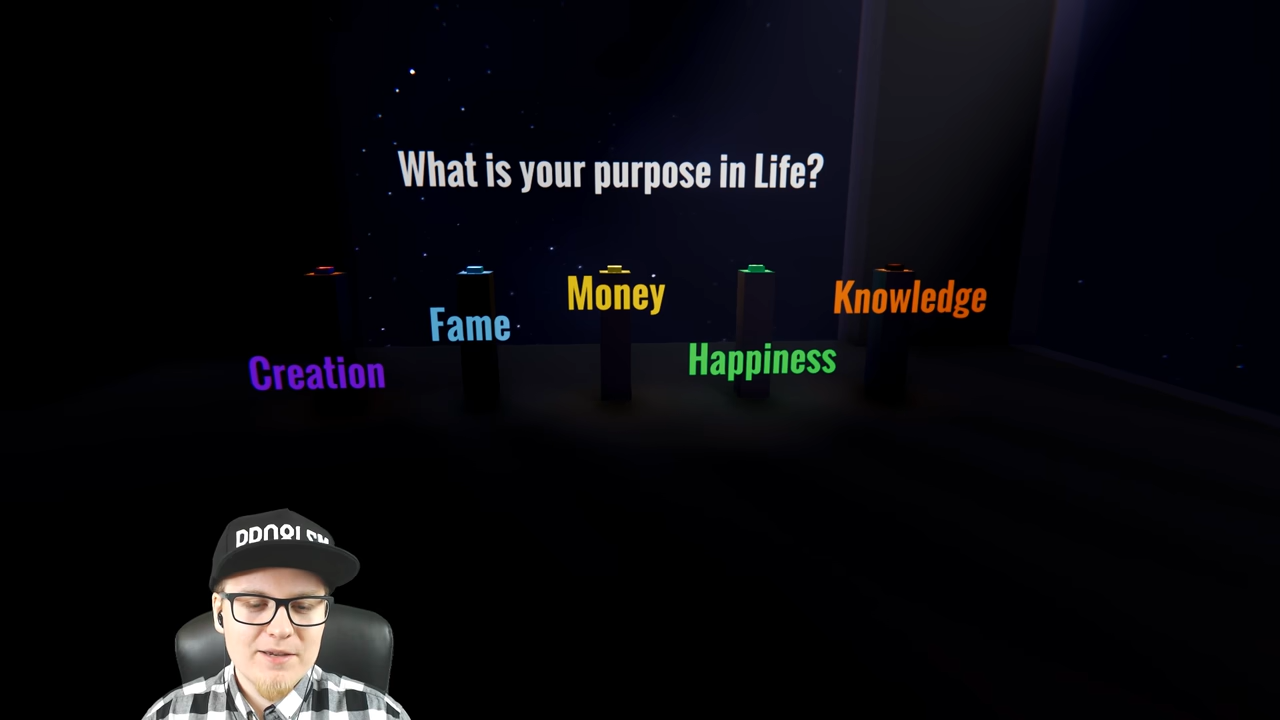 What is your purpose in Life?
Creation
Fame
Money
Happiness
Knowledge